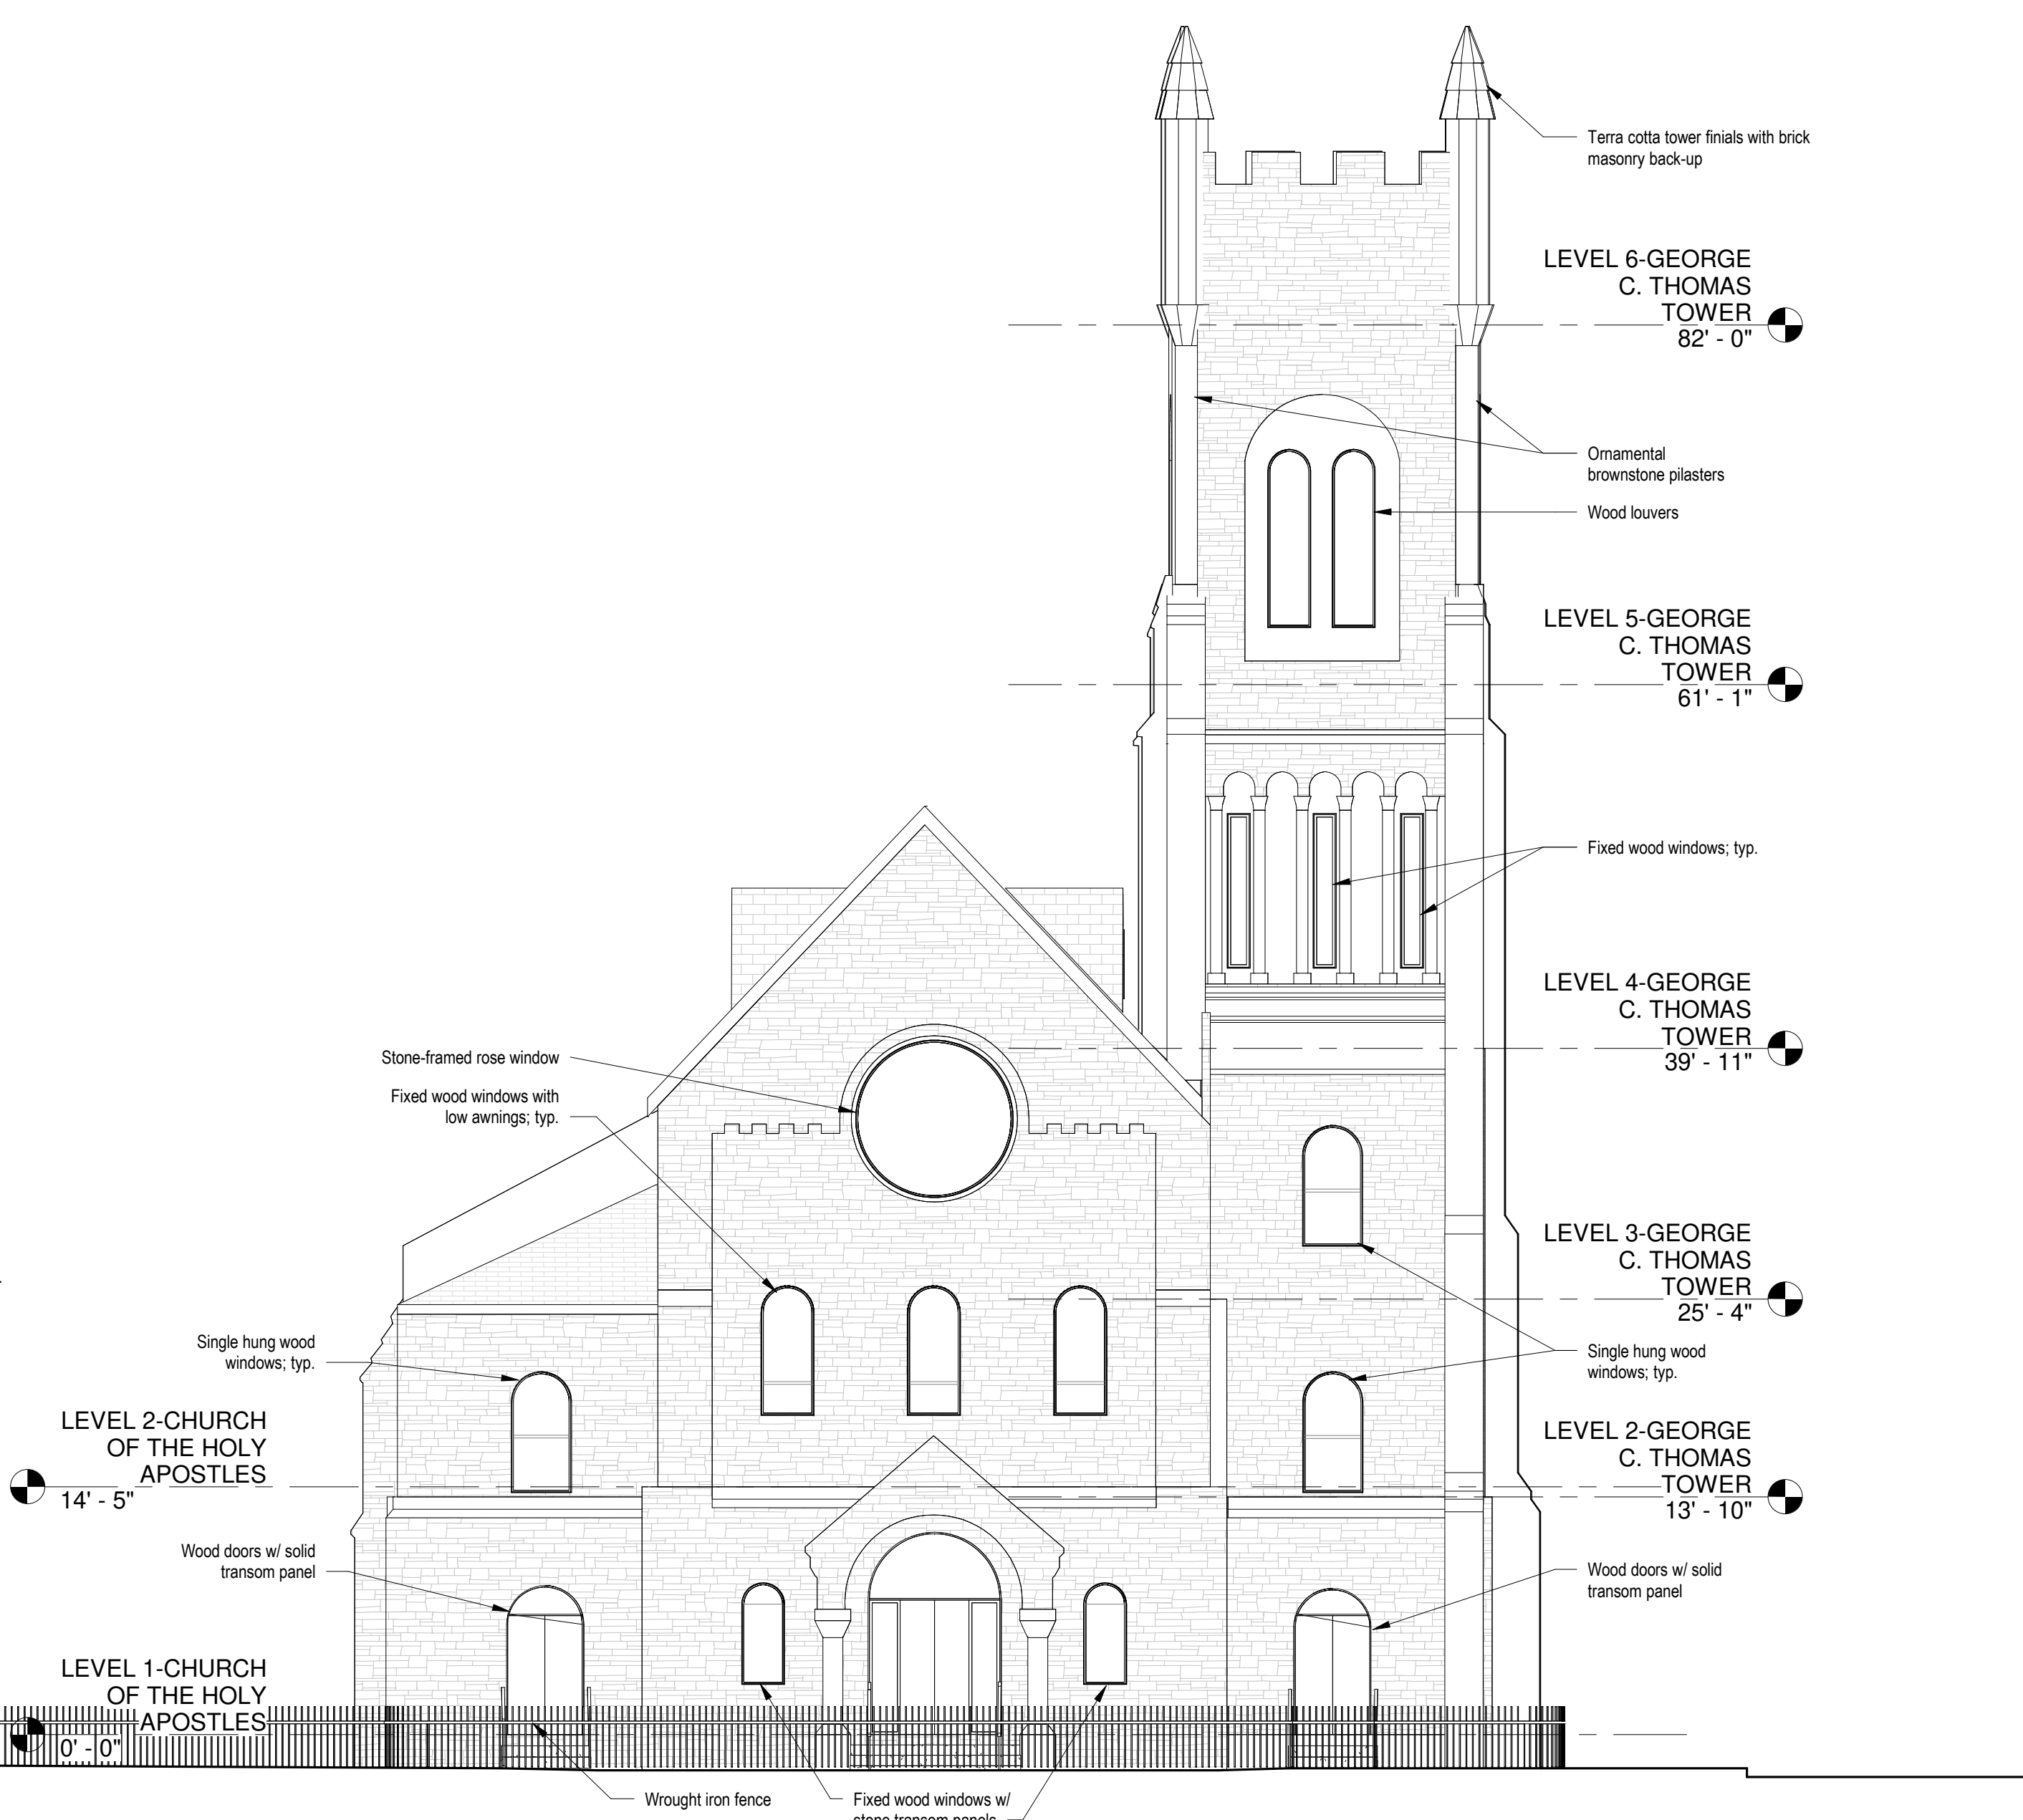 Terra cotta tower finials with brick
masonry back-up
LEVEL 6-GEORGE
C. THOMAS
TOWER
82' - 0"
Ornamental
brownstone pilasters
Wood louvers
LEVEL 5-GEORGE
C. THOMAS
TOWER
61' - 1"
Fixed wood windows; typ.
LEVEL 4-GEORGE
C. THOMAS
TOWER
39' - 11"
Stone-framed rose window
Fixed wood windows with
low awnings; typ.
LEVEL 3-GEORGE
C. THOMAS
TOWER
25' - 4"
Single hung wood
windows; typ.
Single hung wood
windows; typ.
LEVEL 2-CHURCH
OF THE HOLY
APOSTLES
14' - 5"
LEVEL 2-GEORGE
C. THOMAS
TOWER
13' - 10"
Wood doors w/ solid
transom panel
Wood doors w/ solid
transom panel
LEVEL 1-CHURCH
OF THE HOLY
APOSTLES
0' - 0"
Wrought iron fence
Fixed wood windows w/
stone transom panels